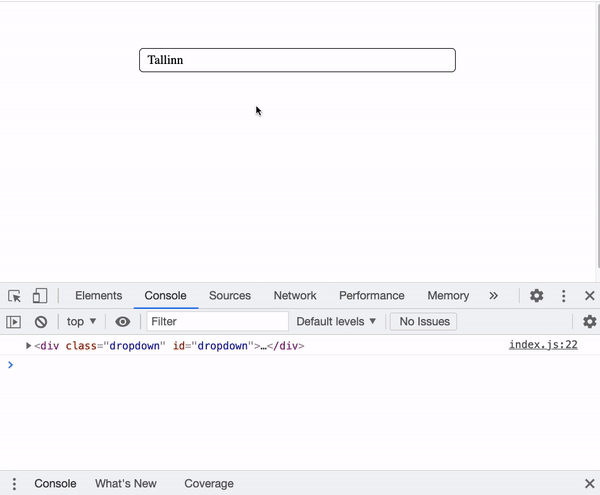 Tallinn
Elements Console Sources Network Performance Memory »
top ▼ Filter Default levels ▼ No Issues
▶<div class="dropdown" id="dropdown">…</div> index.js:22
>
Console What's New Coverage